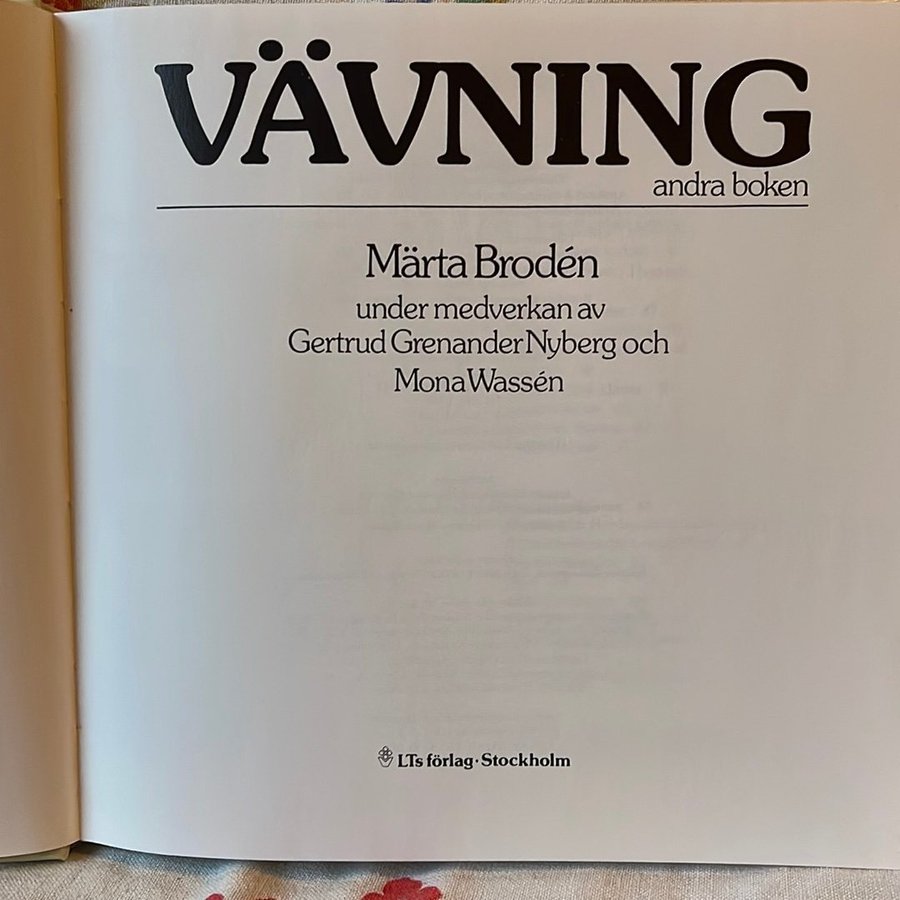 VÄVNING
andra boken
Märta Brodén
under medverkan av
Gertrud Grenander Nyberg och
Mona Wassén
LTs förlag · Stockholm